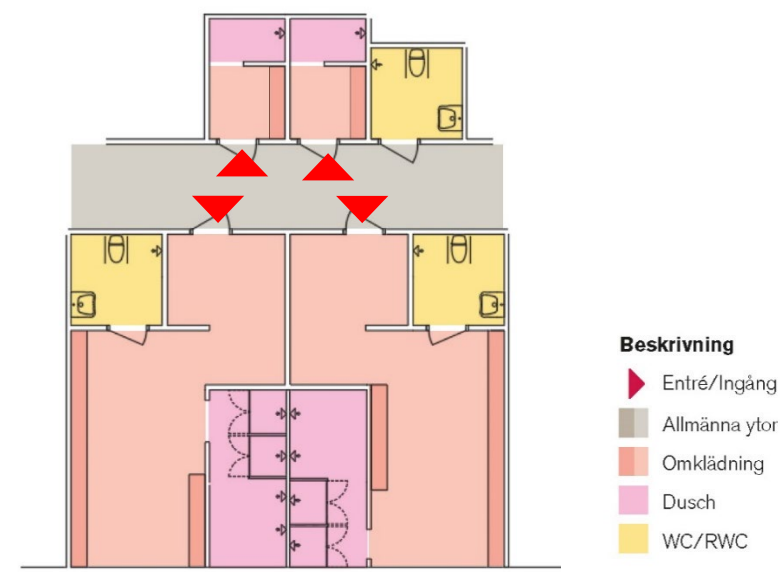 Beskrivning
Entré/Ingång
Allmänna ytor
Omklädning
Dusch
WC/RWC